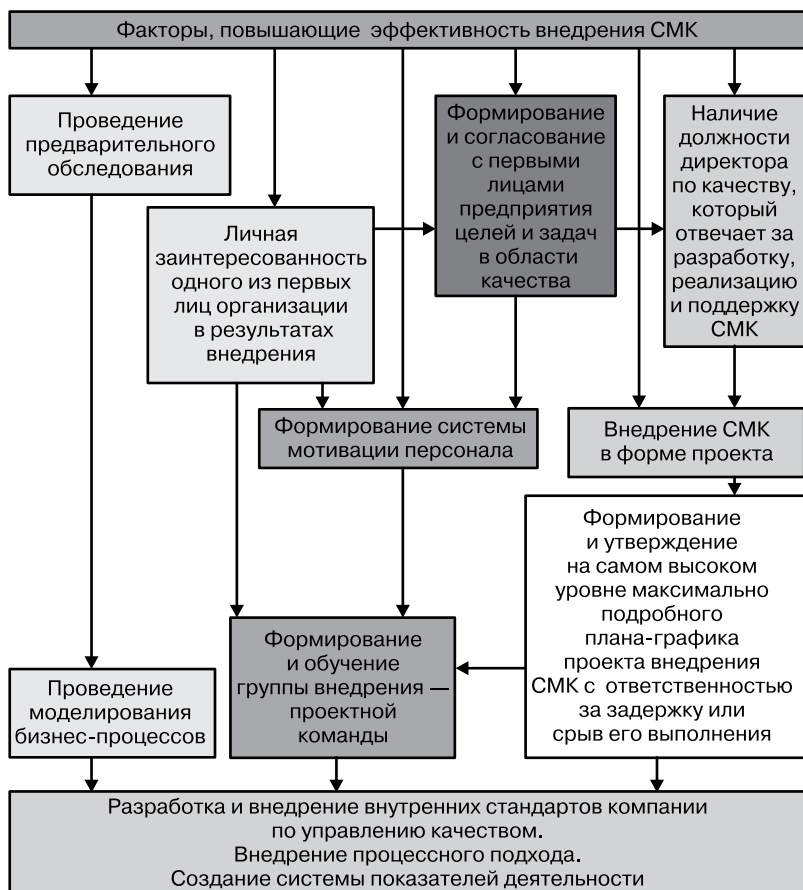 Факторы, повышающие эффективность внедрения СМК
Проведение
предварительного
обследования
Формирование
и согласование
с первыми
лицами
предприятия
целей и задач
в области
качества
Наличие
должности
директора
по качеству,
который
отвечает за
разработку,
реализацию
и поддержку
СМК
Личная
заинтересованность
одного из первых
лиц организации
в результатах
внедрения
Формирование системы
мотивации персонала
Внедрение СМК
в форме проекта
Формирование
и утверждение
на самом высоком
уровне максимально
подробного
плана-графика
проекта внедрения
СМК с ответственностью
за задержку или
срыв его выполнения
Формирование
и обучение
группы внедрения —
проектной
команды
Проведение
моделирования
бизнес-процессов
Разработка и внедрение внутренних стандартов компании
по управлению качеством.
Внедрение процессного подхода.
Создание системы показателей деятельности